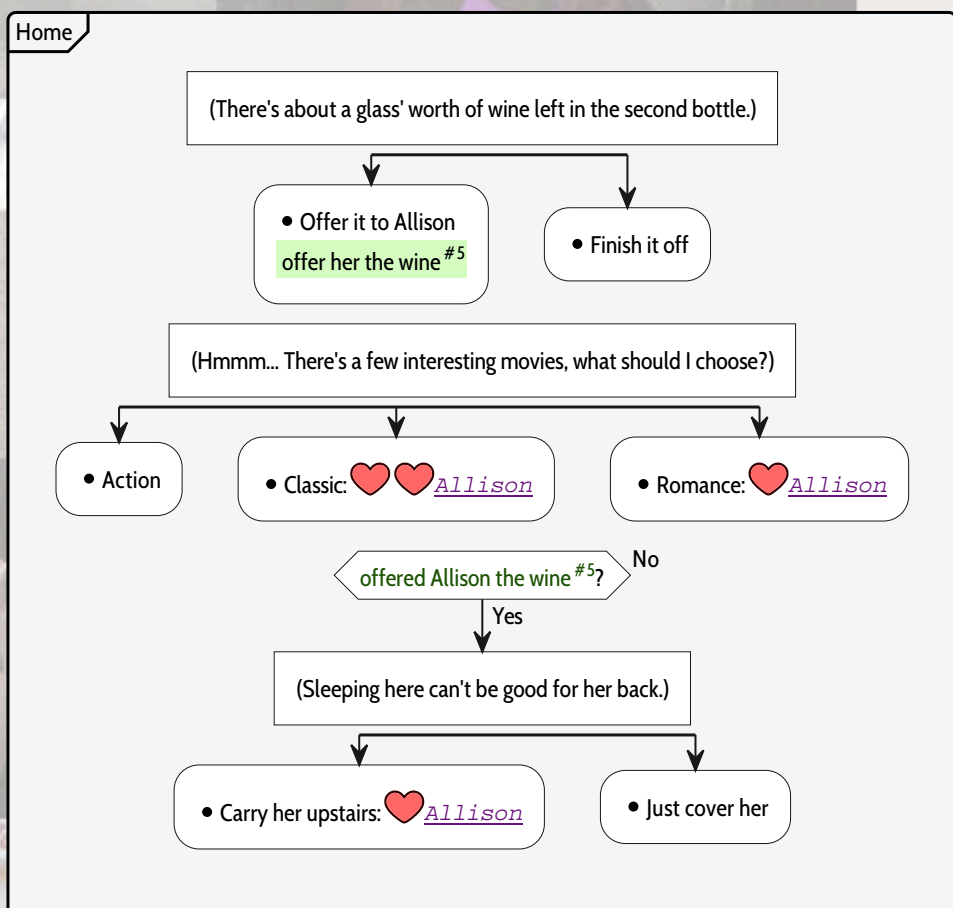 Home
(There's about a glass' worth of wine left in the second bottle.)
• Offer it to Allison
offer her the wine #5
• Finish it off
(Hmmm... There's a few interesting movies, what should I choose?)
• Action
• Classic: Allison
• Romance: Allison
offered Allison the wine #5?
No
Yes
(Sleeping here can't be good for her back.)
• Carry her upstairs: Allison
• Just cover her